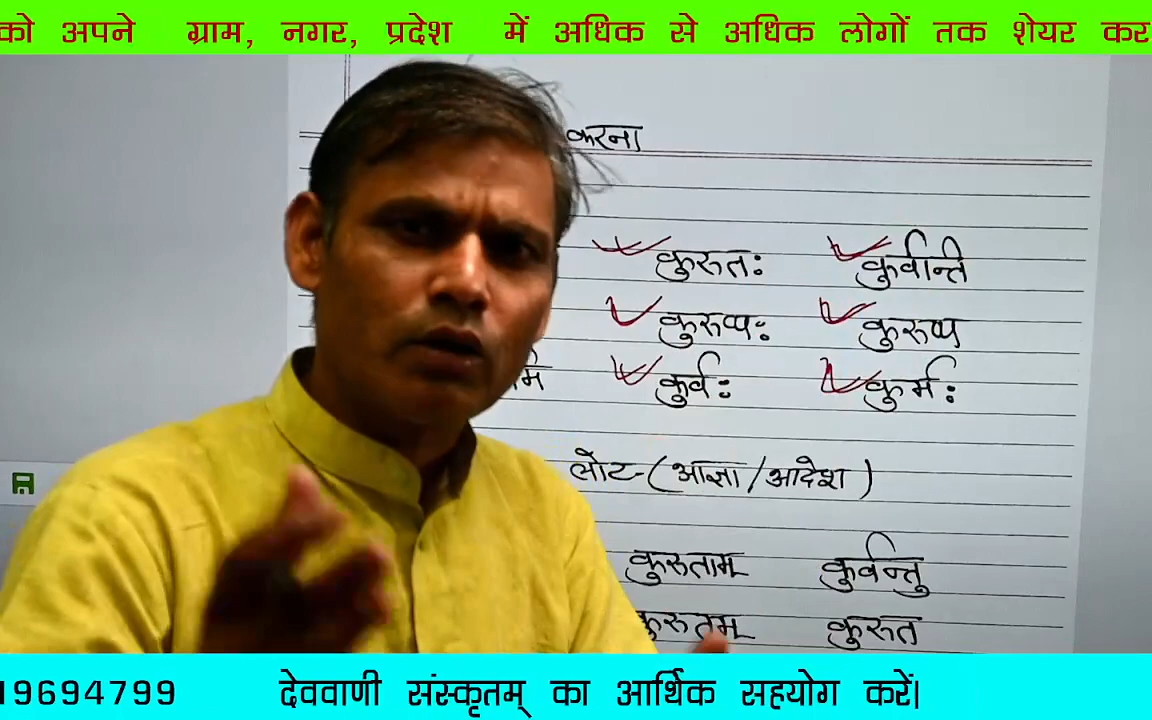 को अपने ग्राम, नगर, प्रदेश में अधिक से अधिक लोगों तक शेयर कर
करना
कुरुतः कुर्वान्ति
कुरुथः कुरुथ
मि कुर्वः कुर्मः
लोट-(आज्ञा/आदेश)
कुरुताम् कुर्वन्तु
कुरुतम् कुरुत
19694799 देववाणी संस्कृतम् का आर्थिक सहयोग करें।